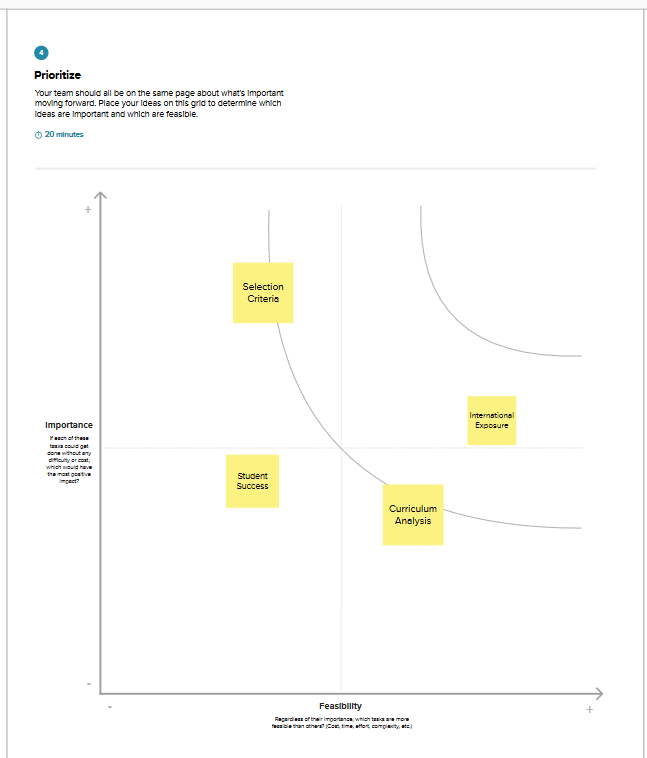 4
Prioritize
Your team should all be on the same page about what's important
moving forward. Place your ideas on this grid to determine which
ideas are important and which are feasible.
20 minutes
+
Selection
Criteria
International
Exposure
Importance
If each of these
tasks could get
done without any
difficulty or cost,
which would have
the most positive
impact?
Student
Success
Curriculum
Analysis
-
-
Feasibility
+
Regardless of their importance, which tasks are more
feasible than others? (Cost, time, effort, complexity, etc.)